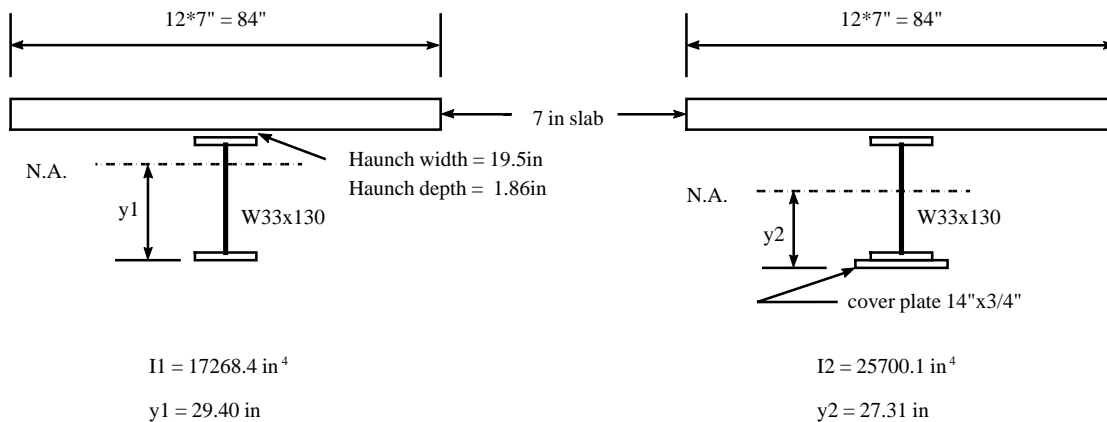 12*7" = 84"
12*7" = 84"
7 in slab
Haunch width = 19.5in
Haunch depth = 1.86in
N.A.
y1
W33x130
N.A.
y2
W33x130
cover plate 14"x3/4"
I1 = 17268.4 in⁴
y1 = 29.40 in
I2 = 25700.1 in⁴
y2 = 27.31 in